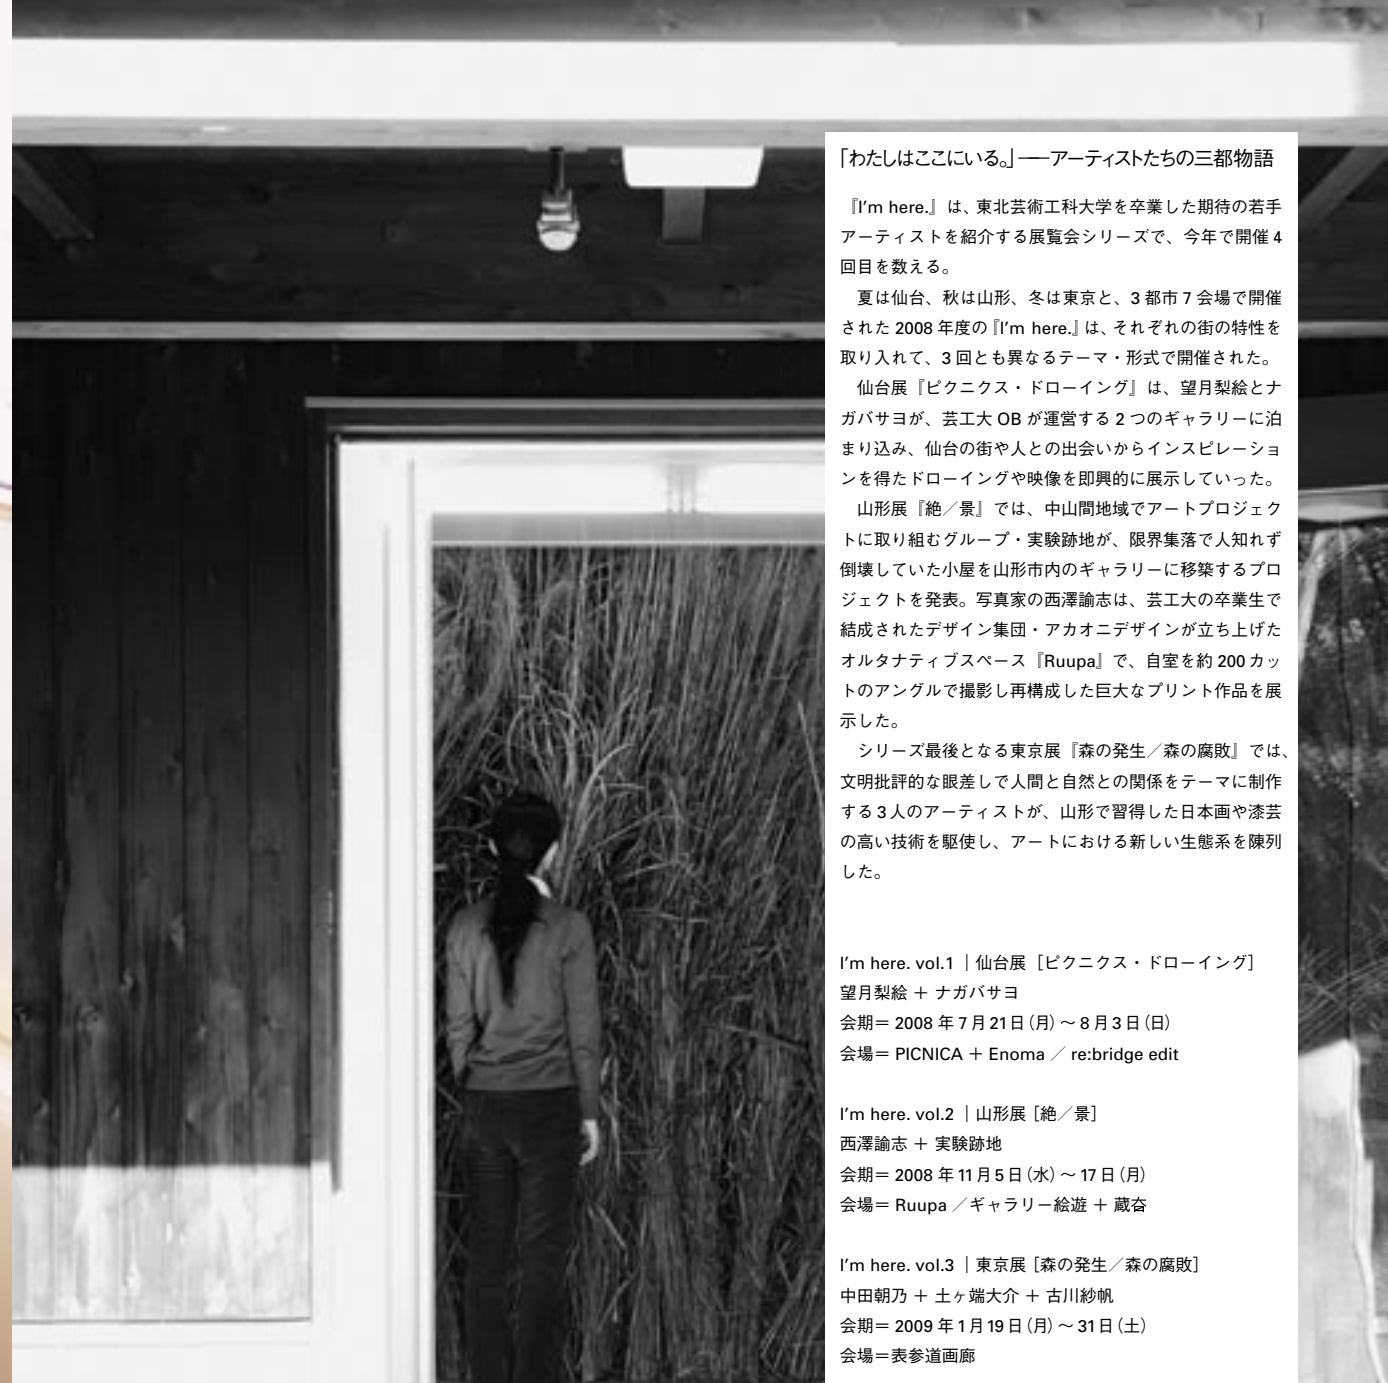 「わたしはここにいる。」――アーティストたちの三都物語
『I'm here.』は、東北芸術工科大学を卒業した期待の若手
アーティストを紹介する展覧会シリーズで、今年で開催 4
回目を数える。
夏は仙台、秋は山形、冬は東京と、3 都市 7 会場で開催
された 2008 年度の『I'm here.』は、それぞれの街の特性を
取り入れて、3 回とも異なるテーマ・形式で開催された。
仙台展『ピクニクス・ドローイング』は、望月梨絵とナ
ガバサヨが、芸工大 OB が運営する 2 つのギャラリーに泊
まり込み、仙台の街や人との出会いからインスピレーショ
ンを得たドローイングや映像を即興的に展示していった。
山形展『絶／景』では、中山間地域でアートプロジェク
トに取り組むグループ・実験跡地が、限界集落で人知れず
倒壊していた小屋を山形市内のギャラリーに移築するプロ
ジェクトを発表。写真家の西澤諭志は、芸工大の卒業生で
結成されたデザイン集団・アカオニデザインが立ち上げた
オルタナティブスペース『Ruupa』で、自室を約 200 カッ
トのアングルで撮影し再構成した巨大なプリント作品を展
示した。
シリーズ最後となる東京展『森の発生／森の腐敗』では、
文明批評的な眼差しで人間と自然との関係をテーマに制作
する 3 人のアーティストが、山形で習得した日本画や漆芸
の高い技術を駆使し、アートにおける新しい生態系を陳列
した。
I'm here. vol.1 ｜仙台展［ピクニクス・ドローイング］
望月梨絵 ＋ ナガバサヨ
会期＝ 2008 年 7 月 21 日（月）～ 8 月 3 日（日）
会場＝ PICNICA ＋ Enoma ／ re:bridge edit
I'm here. vol.2 ｜山形展［絶／景］
西澤諭志 ＋ 実験跡地
会期＝ 2008 年 11 月 5 日（水）～ 17 日（月）
会場＝ Ruupa ／ギャラリー絵遊 ＋ 蔵杏
I'm here. vol.3 ｜東京展［森の発生／森の腐敗］
中田朝乃 ＋ 土ヶ端大介 ＋ 古川紗帆
会期＝ 2009 年 1 月 19 日（月）～ 31 日（土）
会場＝表参道画廊